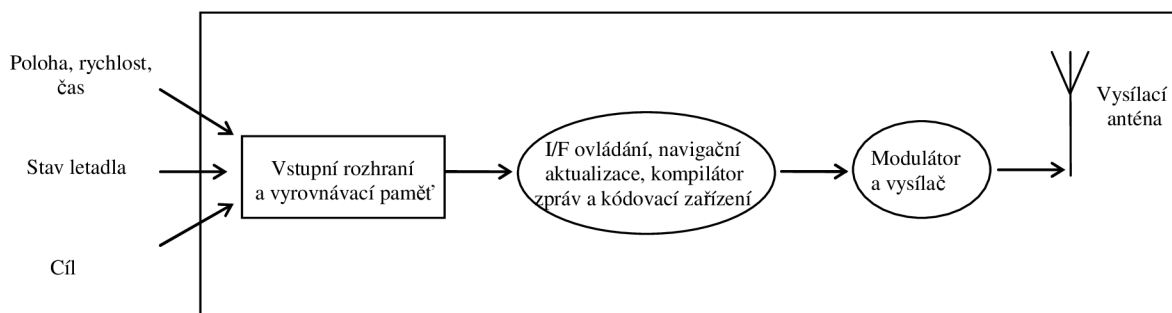 Poloha, rychlost,
čas
Stav letadla
Cíl
Vstupní rozhraní
a vyrovnávací paměť
I/F ovládání, navigační
aktualizace, kompilátor
zpráv a kódovací zařízení
Modulátor
a vysílač
Vysílací
anténa